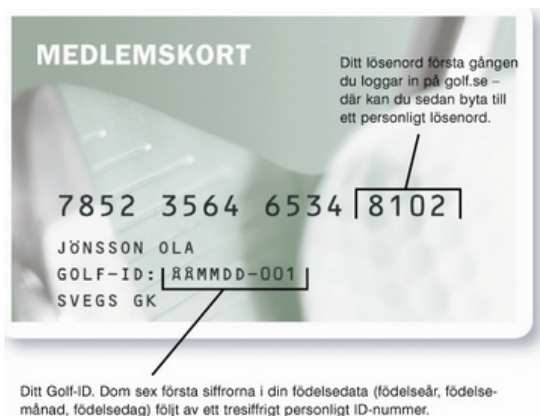 MEDLEMSKORT
Ditt lösenord första gången
du loggar in på golf.se –
där kan du sedan byta till
ett personligt lösenord.
7852 3564 6534 8102
JÖNSSON OLA
GOLF-ID: ÅÅMMDD-001
SVEGS GK
Ditt Golf-ID. Dom sex första siffrorna i din födelsedata (födelseår, födelse-
månad, födelsedag) följt av ett tresiffrigt personligt ID-nummer.